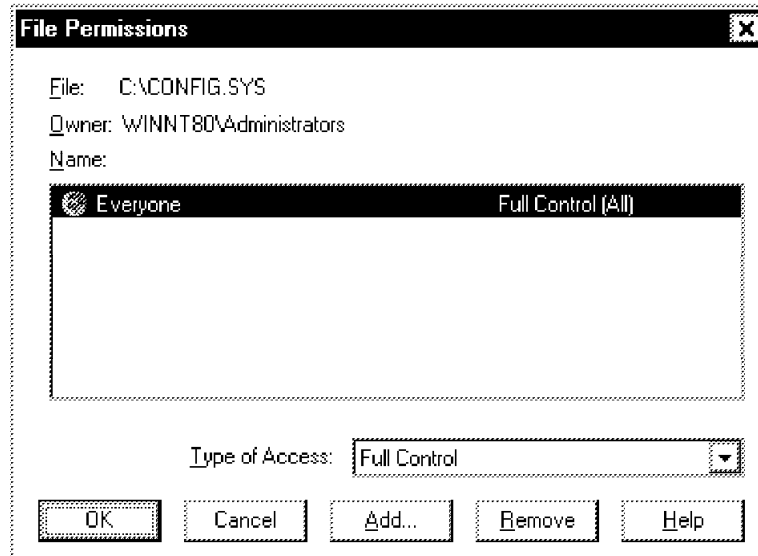 File Permissions
File: C:\CONFIG.SYS
Owner: WINNT80\Administrators
Name:
Everyone Full Control (All)
Type of Access: Full Control
OK Cancel Add... Remove Help